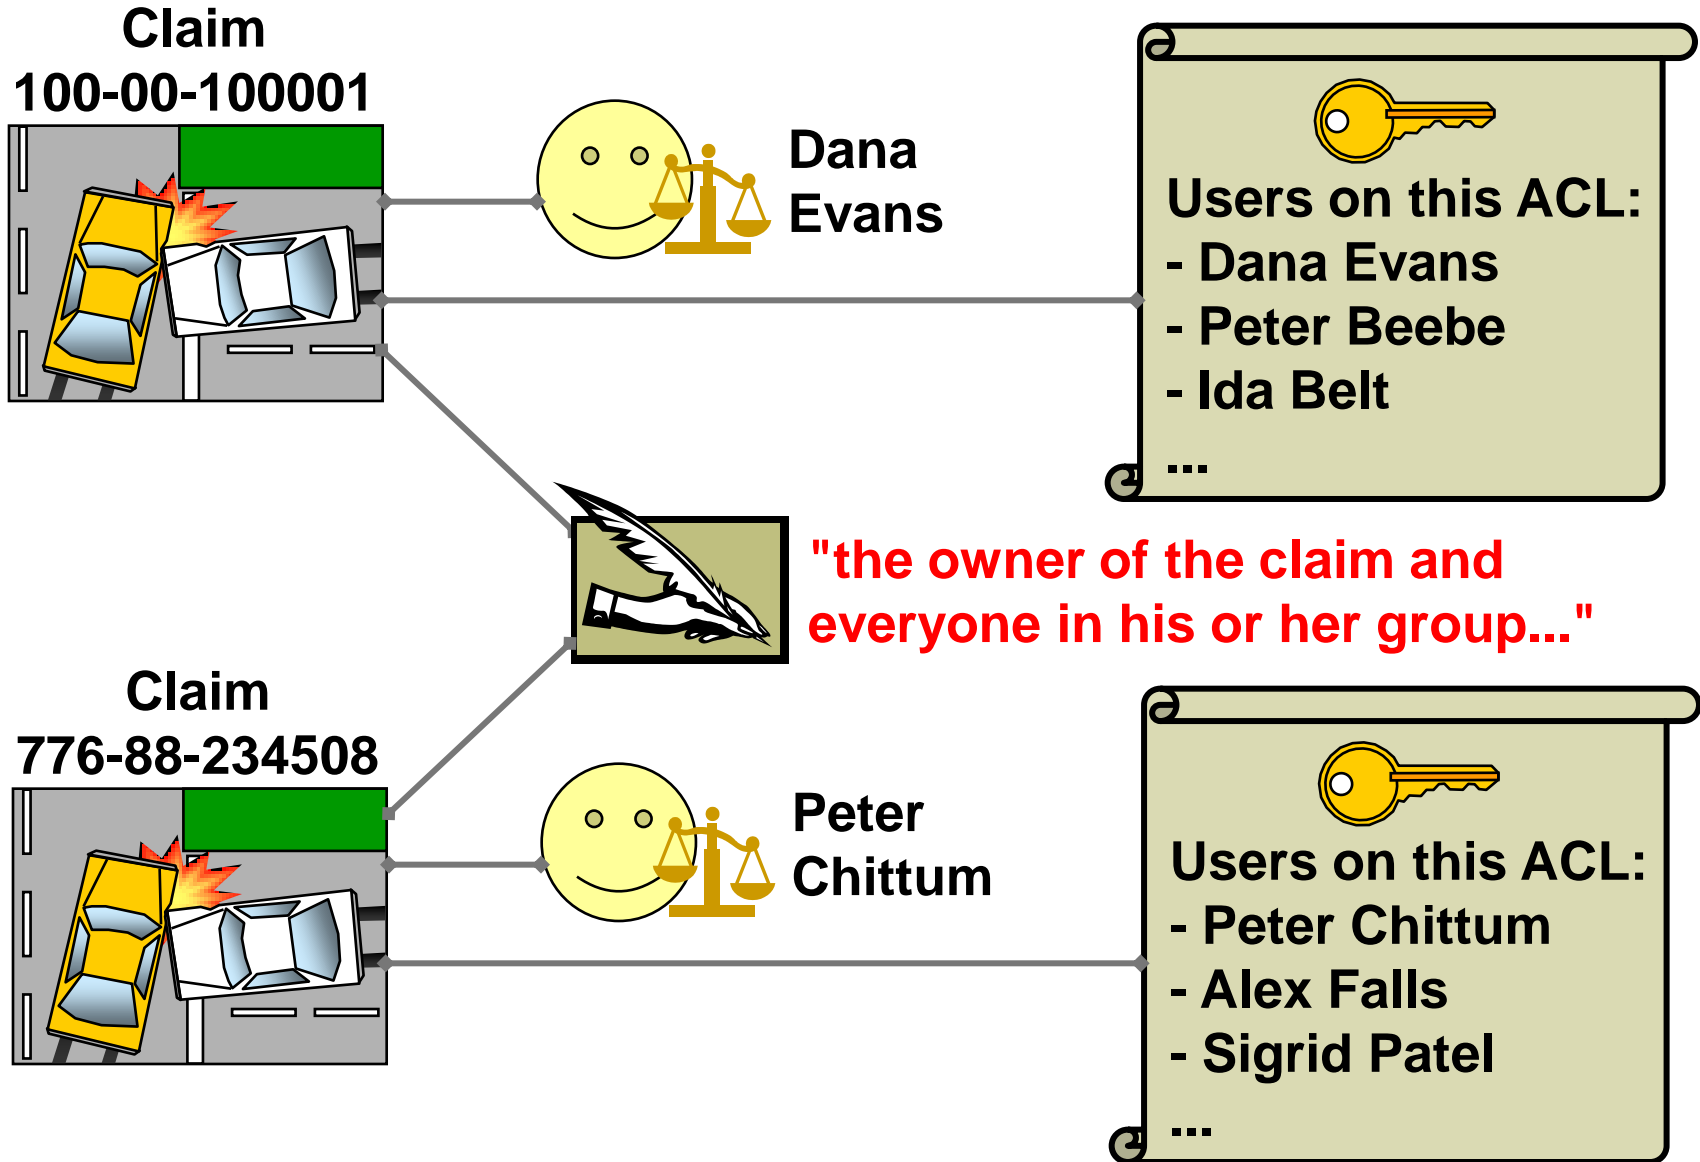 Claim
100-00-100001
Dana
Evans
Users on this ACL:
- Dana Evans
- Peter Beebe
- Ida Belt
...
"the owner of the claim and
everyone in his or her group..."
Claim
776-88-234508
Peter
Chittum
Users on this ACL:
- Peter Chittum
- Alex Falls
- Sigrid Patel
...